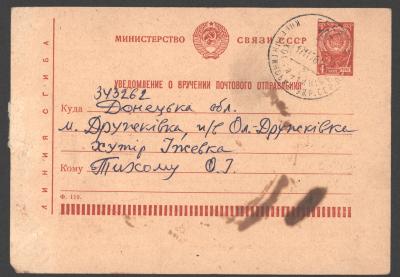 МИНИСТЕРСТВО СВЯЗИ СССР
УВЕДОМЛЕНИЕ О ВРУЧЕНИИ ПОЧТОВОГО ОТПРАВЛЕНИЯ
343262
Куда Донецька обл.
м. Дружківка, п/в Ол-Дружківка
Хутір Іжевка
Кому Тихому О.І.
Ф. 119.
ЛИНИЯ СГИБА